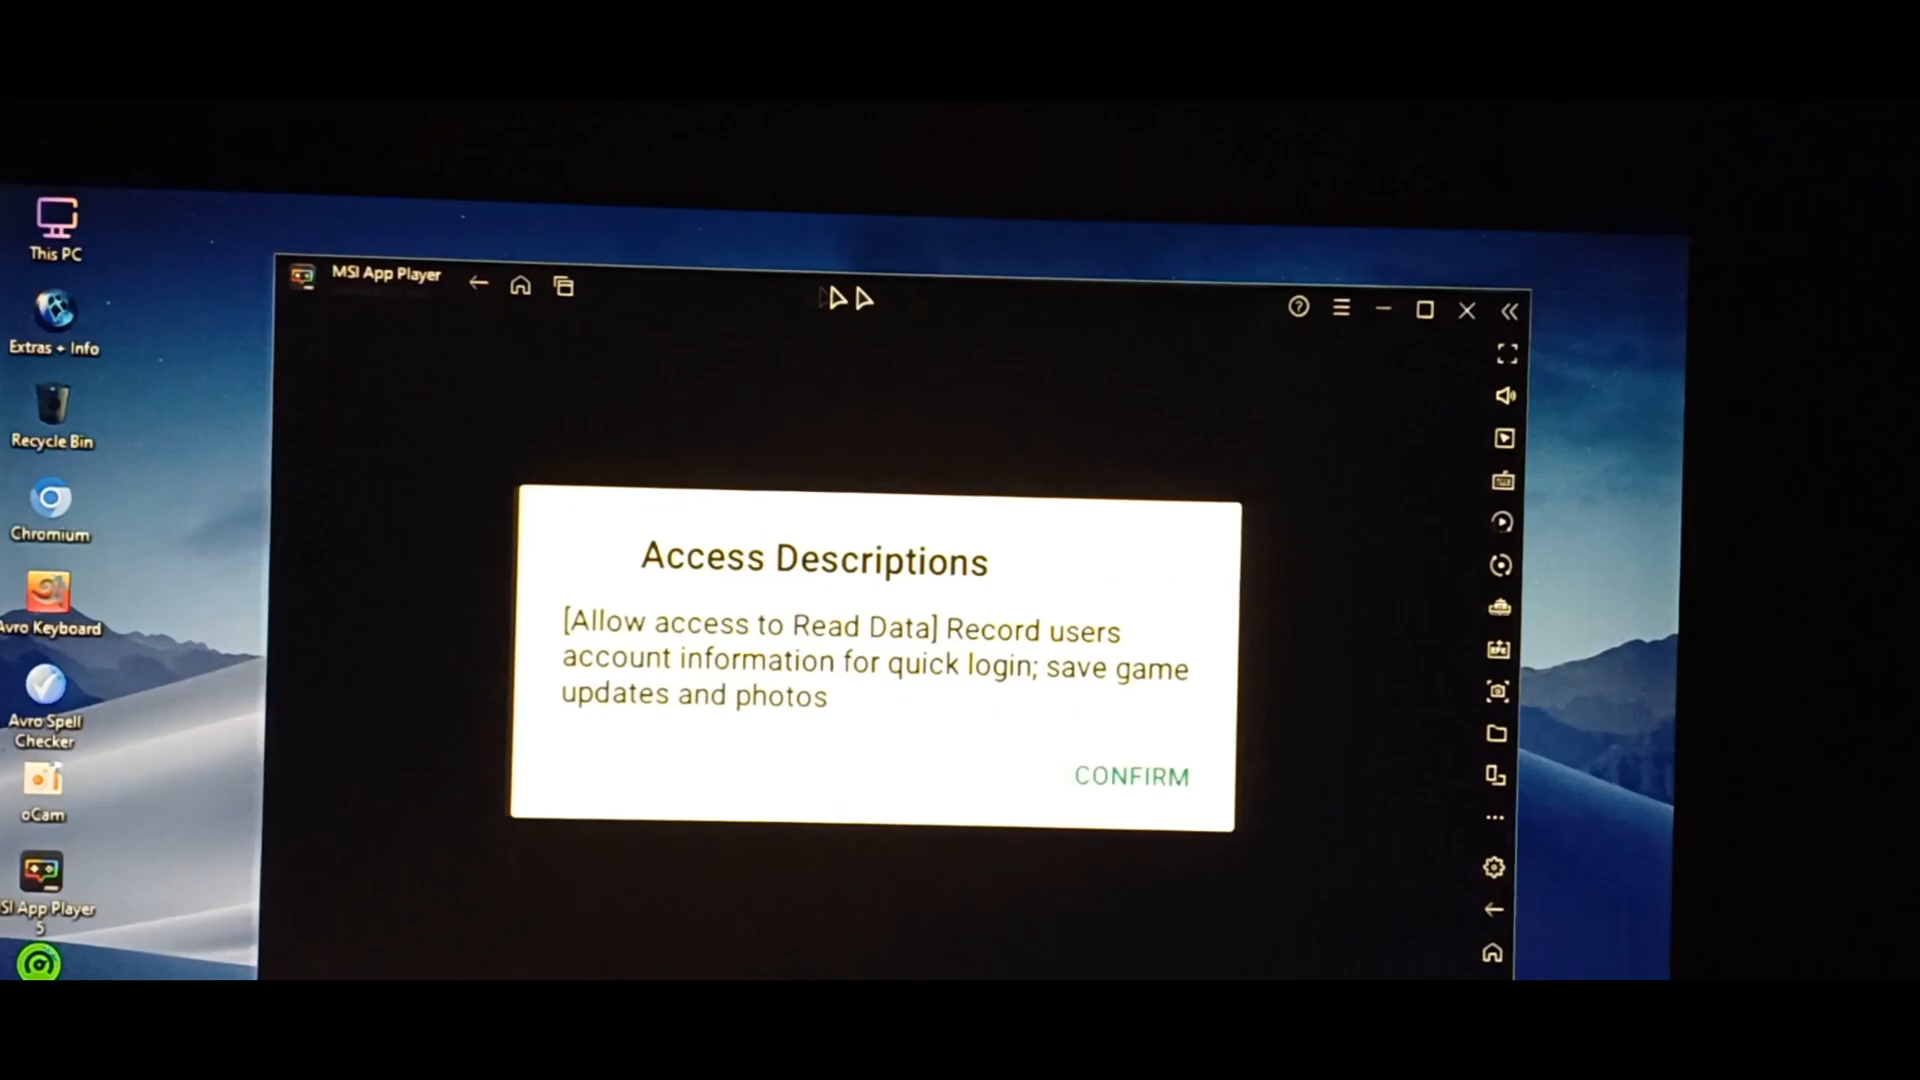 This PC
Extras + Info
Recycle Bin
Chromium
Avro Keyboard
Avro Spell
Checker
oCam
SI App Player
5
MSI App Player
Access Descriptions
[Allow access to Read Data] Record users
account information for quick login; save game
updates and photos
CONFIRM